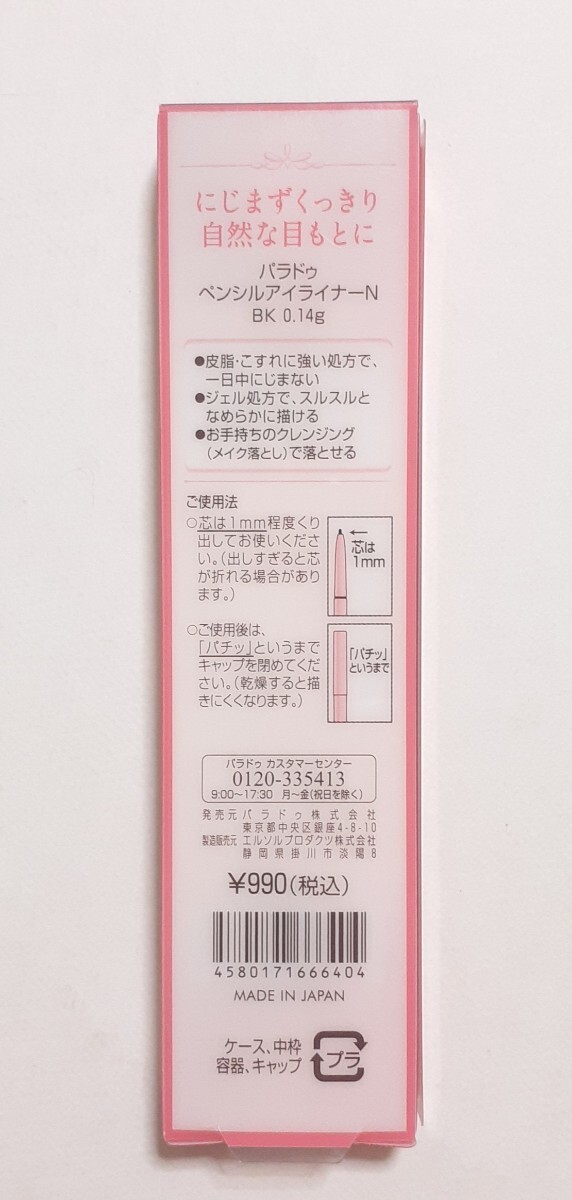 にじまずくっきり
自然な目もとに
パラドゥ
ペンシルアイライナーN
BK 0.14g
●皮脂・こすれに強い処方で、
一日中にじまない
●ジェル処方で、スルスルと
なめらかに描ける
●お手持ちのクレンジング
(メイク落とし)で落とせる
ご使用法
○芯は1mm程度くり
出してお使いくださ
い。(出しすぎると芯
が折れる場合があり
ます。)
芯は
1mm
○ご使用後は、
「パチッ」というまで
キャップを閉めてくだ
さい。(乾燥すると描
きにくくなります。)
「パチッ」
というまで
パラドゥ カスタマーセンター
0120-335413
9:00~17:30 月~金(祝日を除く)
発売元 パラドゥ株式会社
東京都中央区銀座4-8-10
製造販売元 エルソルプロダクツ株式会社
静岡県掛川市淡陽8
¥990(税込)
4580171666404
MADE IN JAPAN
ケース、中枠
容器、キャップ
プラ